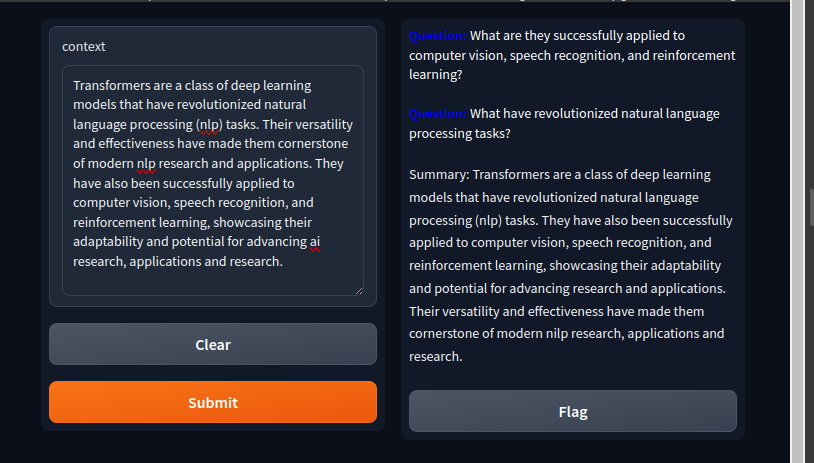 context
Transformers are a class of deep learning
models that have revolutionized natural
language processing (nlp) tasks. Their versatility
and effectiveness have made them cornerstone
of modern nlp research and applications. They
have also been successfully applied to
computer vision, speech recognition, and
reinforcement learning, showcasing their
adaptability and potential for advancing ai
research, applications and research.
Clear
Submit
Question: What are they successfully applied to
computer vision, speech recognition, and reinforcement
learning?
Question: What have revolutionized natural language
processing tasks?
Summary: Transformers are a class of deep learning
models that have revolutionized natural language
processing (nlp) tasks. They have also been successfully
applied to computer vision, speech recognition, and
reinforcement learning, showcasing their adaptability
and potential for advancing research and applications.
Their versatility and effectiveness have made them
cornerstone of modern nilp research, applications and
research.
Flag